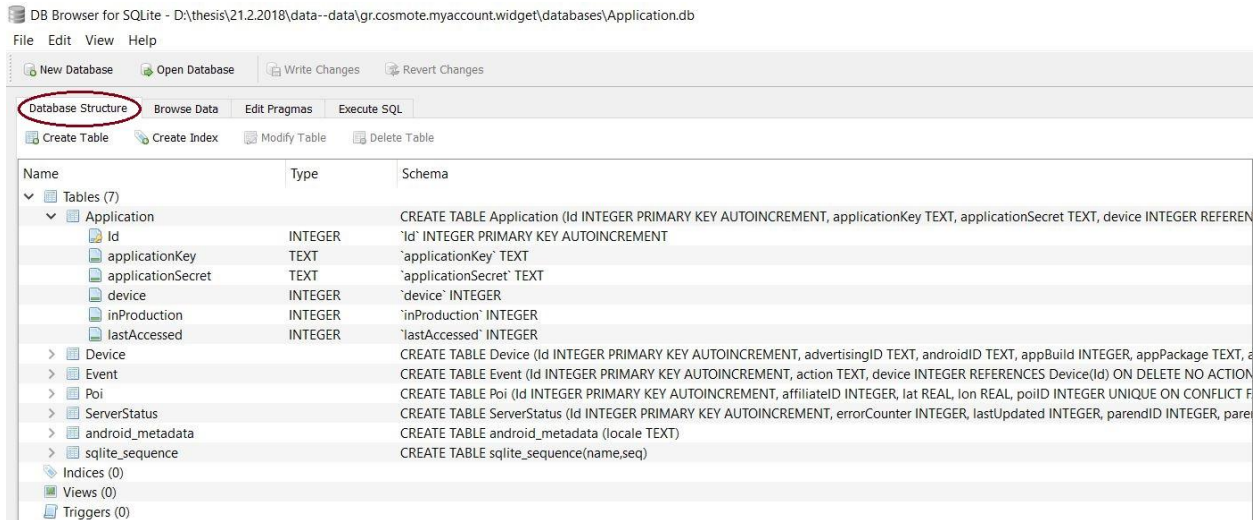 DB Browser for SQLite - D:\thesis\21.2.2018\data--data\gr.cosmote.myaccount.widget\databases\Application.db
File Edit View Help
New Database Open Database Write Changes Revert Changes
Database Structure Browse Data Edit Pragmas Execute SQL
Create Table Create Index Modify Table Delete Table
Name Type Schema
Tables (7)
Application CREATE TABLE Application (Id INTEGER PRIMARY KEY AUTOINCREMENT, applicationKey TEXT, applicationSecret TEXT, device INTEGER REFEREN
Id INTEGER `Id` INTEGER PRIMARY KEY AUTOINCREMENT
applicationKey TEXT `applicationKey` TEXT
applicationSecret TEXT `applicationSecret` TEXT
device INTEGER `device` INTEGER
inProduction INTEGER `inProduction` INTEGER
lastAccessed INTEGER `lastAccessed` INTEGER
Device CREATE TABLE Device (Id INTEGER PRIMARY KEY AUTOINCREMENT, advertisingID TEXT, androidID TEXT, appBuild INTEGER, appPackage TEXT, a
Event CREATE TABLE Event (Id INTEGER PRIMARY KEY AUTOINCREMENT, action TEXT, device INTEGER REFERENCES Device(Id) ON DELETE NO ACTION
Poi CREATE TABLE Poi (Id INTEGER PRIMARY KEY AUTOINCREMENT, affiliateID INTEGER, lat REAL, lon REAL, poiID INTEGER UNIQUE ON CONFLICT F
ServerStatus CREATE TABLE ServerStatus (Id INTEGER PRIMARY KEY AUTOINCREMENT, errorCounter INTEGER, lastUpdated INTEGER, parendID INTEGER, pare
android_metadata CREATE TABLE android_metadata (locale TEXT)
sqlite_sequence CREATE TABLE sqlite_sequence(name,seq)
Indices (0)
Views (0)
Triggers (0)